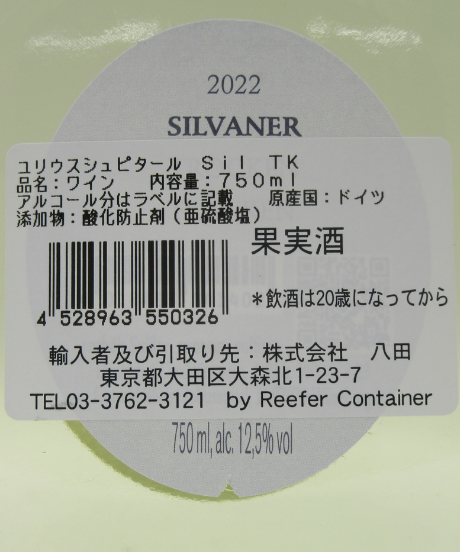 2022
SILVANER
ユリウスシュピタール Sil TK
品名：ワイン 内容量：750ml
アルコール分はラベルに記載 原産国：ドイツ
添加物：酸化防止剤（亜硫酸塩）
果実酒
4 528963 550326
*飲酒は20歳になってから
輸入者及び引取り先：株式会社 八田
東京都大田区大森北1-23-7
TEL03-3762-3121 by Reefer Container
750 ml, alc. 12,5% vol